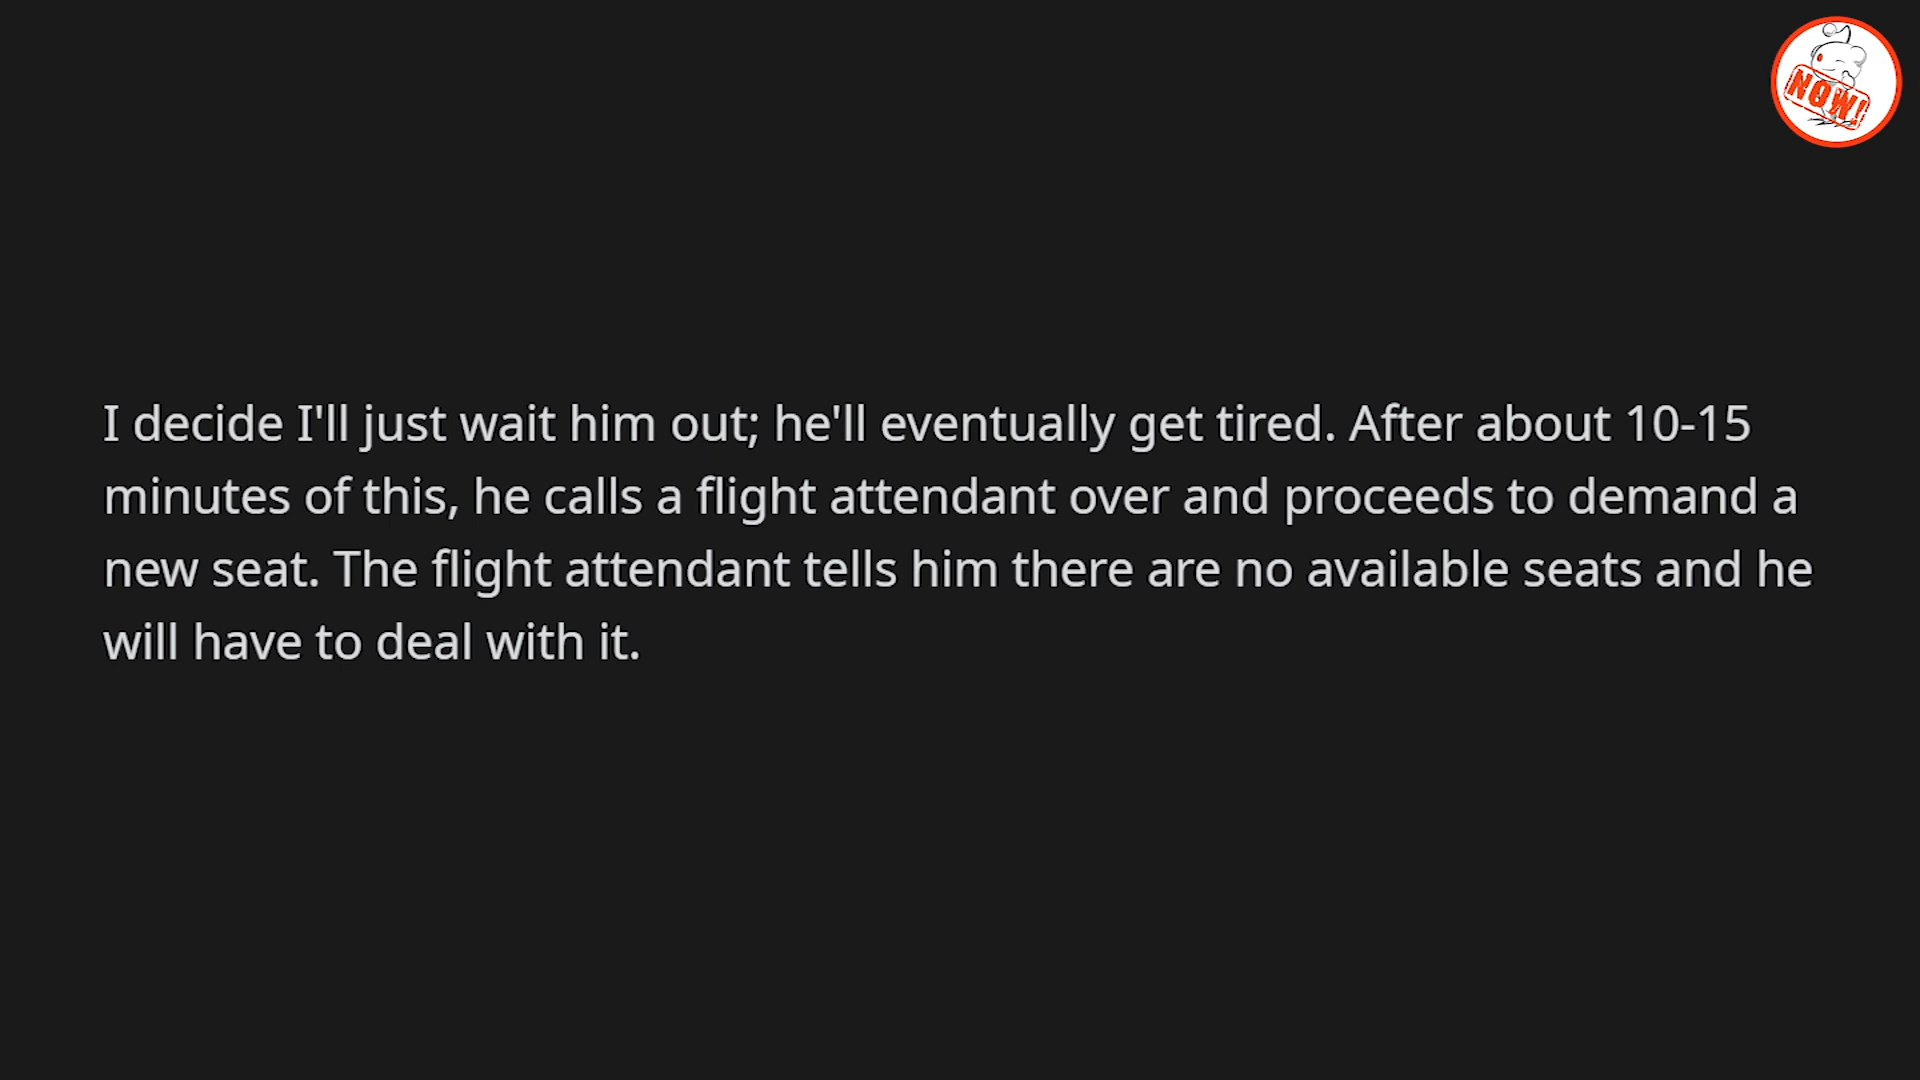 NOW!
I decide I'll just wait him out; he'll eventually get tired. After about 10-15
minutes of this, he calls a flight attendant over and proceeds to demand a
new seat. The flight attendant tells him there are no available seats and he
will have to deal with it.